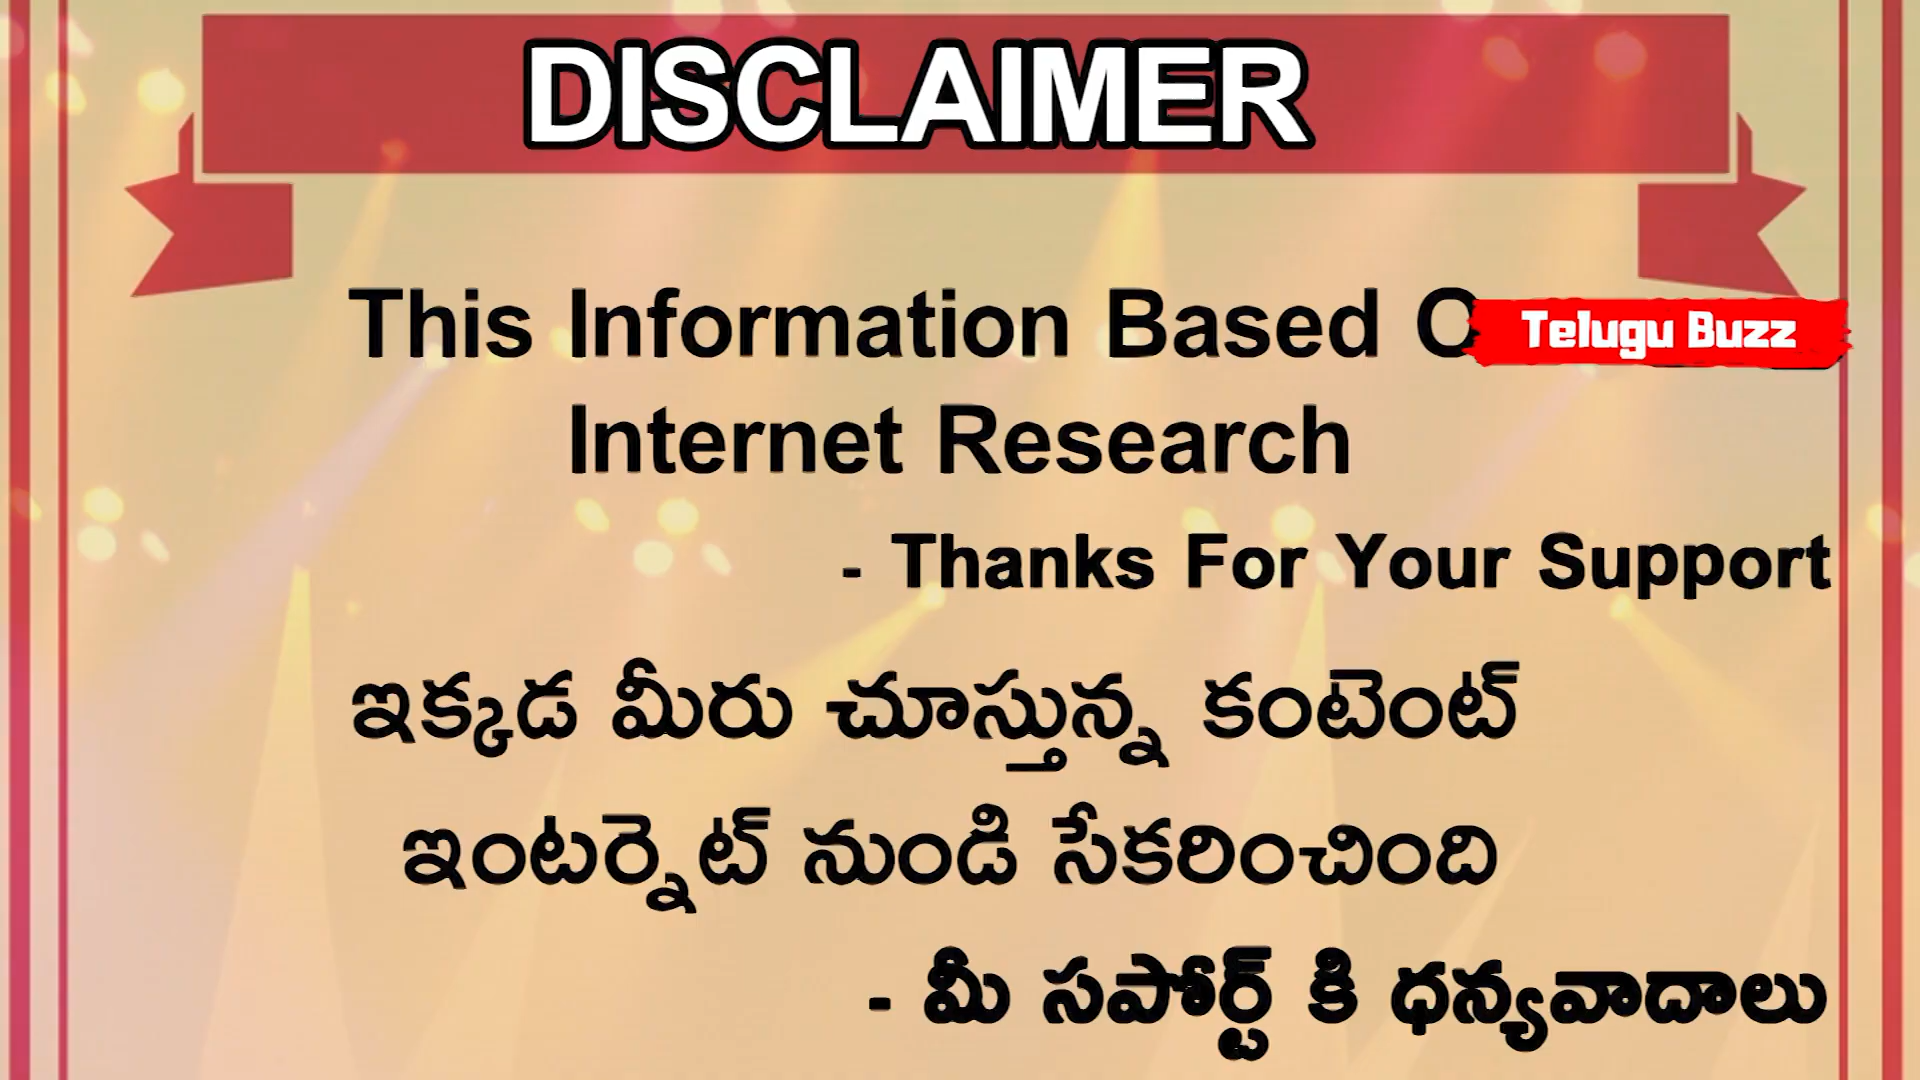 DISCLAIMER
This Information Based
Telugu Buzz
Internet Research
- Thanks For Your Support
ఇక్కడ మీరు చూస్తున్న కంటెంట్
ఇంటర్నెట్ నుండి సేకరించింది
- మీ సపోర్ట్ కి ధన్యవాదాలు